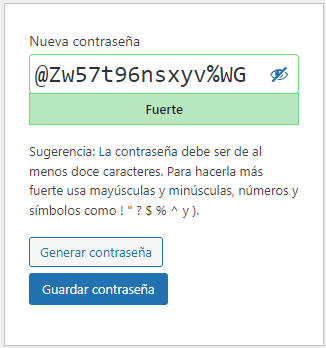 Nueva contraseña
@Zw57t96nsxyv%WG
Fuerte
Sugerencia: La contraseña debe ser de al
menos doce caracteres. Para hacerla más
fuerte usa mayúsculas y minúsculas, números y
símbolos como ! " ? $ % ^ y ).
Generar contraseña
Guardar contraseña